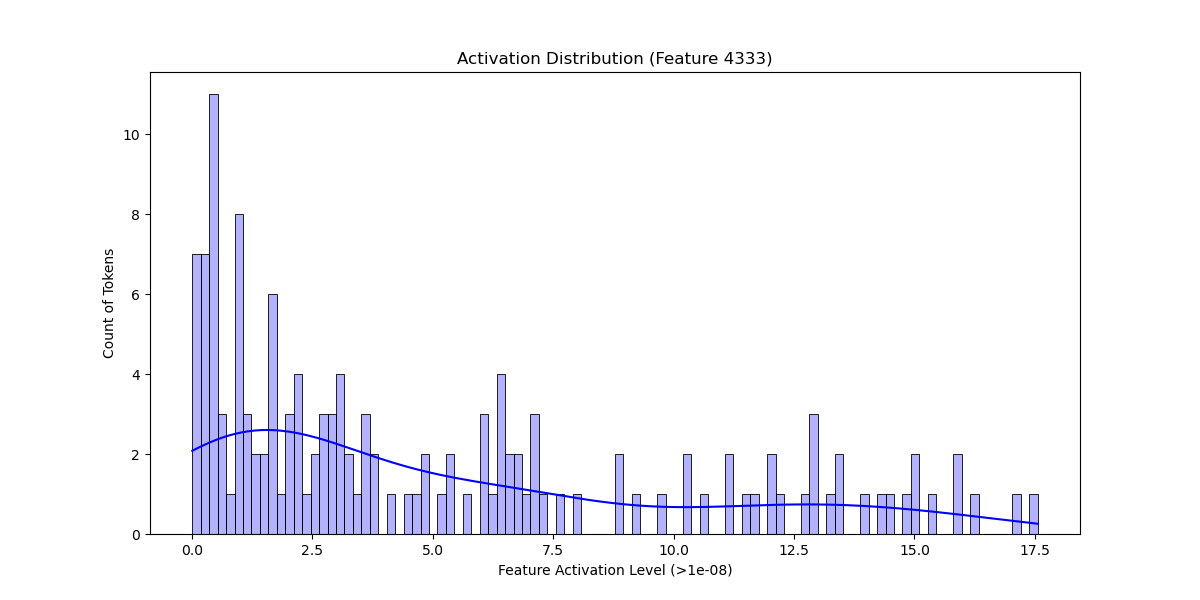 Activation Distribution (Feature 4333)
Count of Tokens
10
8
6
4
2
0
0.0 2.5 5.0 7.5 10.0 12.5 15.0 17.5
Feature Activation Level (>1e-08)